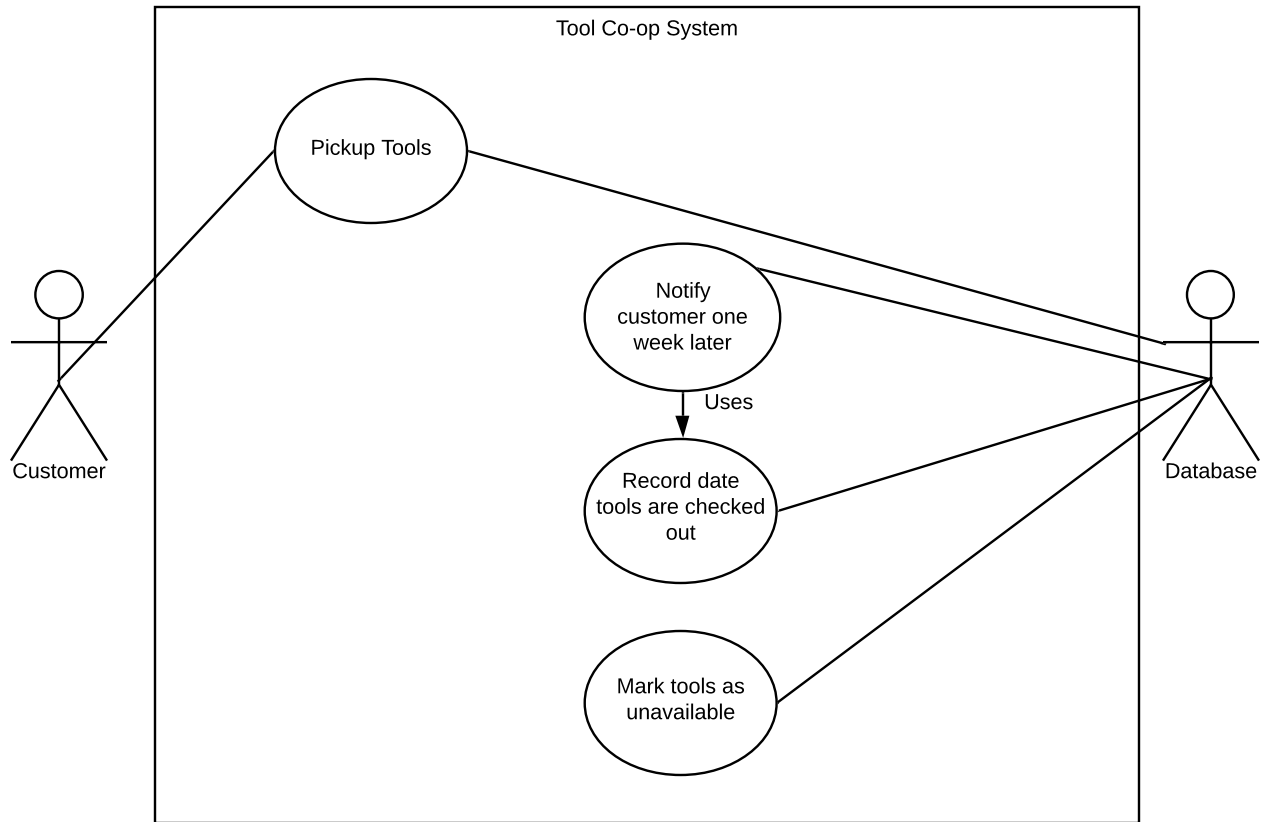 Tool Co-op System
Pickup Tools
Notify
customer one
week later
Uses
Record date
tools are checked
out
Mark tools as
unavailable
Customer
Database